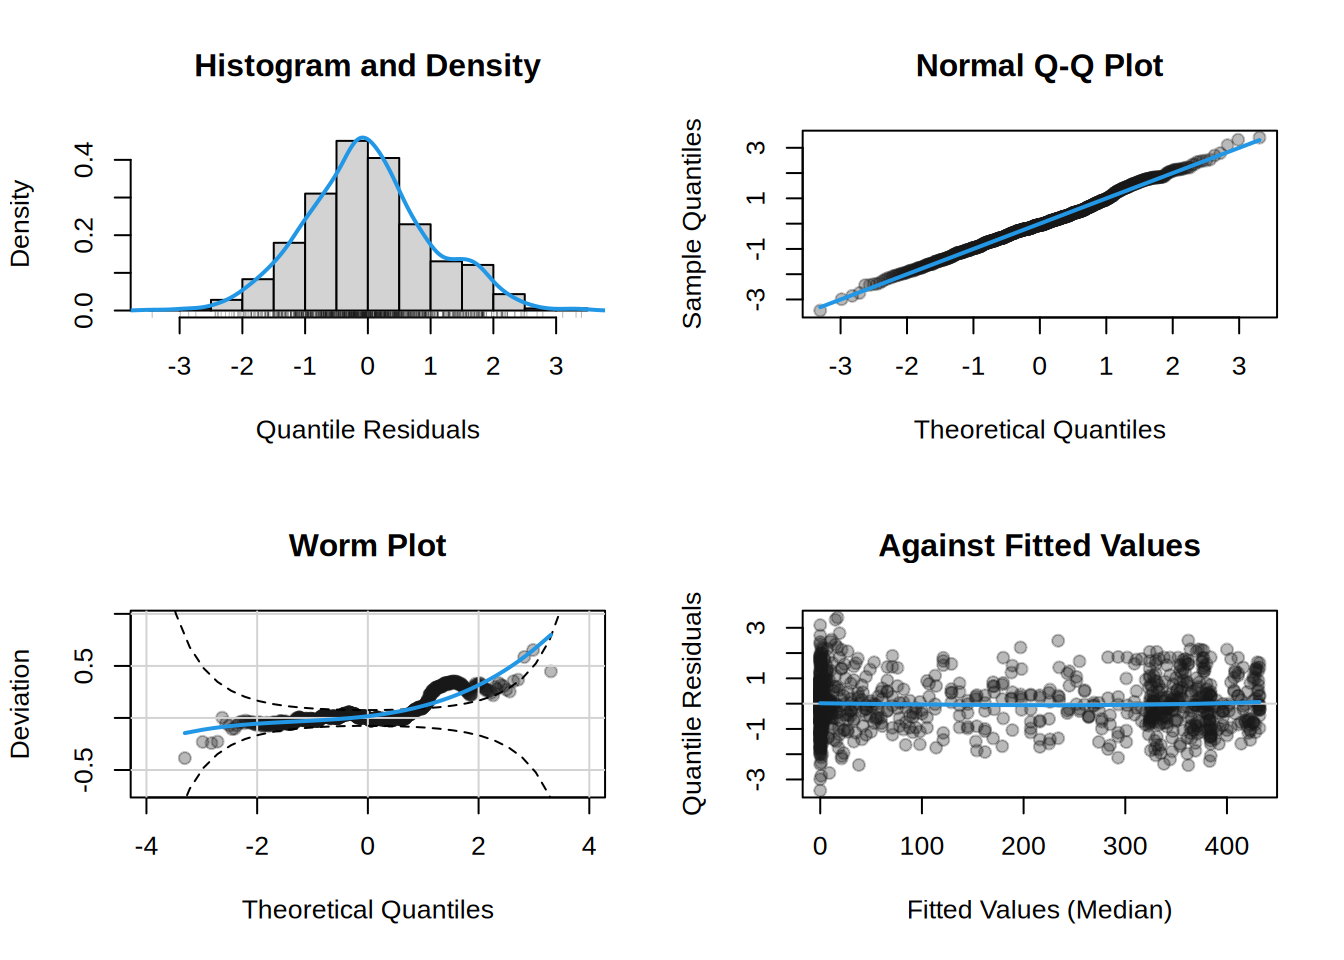 Histogram and Density
Density
0.0 0.2 0.4
-3 -2 -1 0 1 2 3
Quantile Residuals
Normal Q-Q Plot
Sample Quantiles
-3 -1 1 3
-3 -2 -1 0 1 2 3
Theoretical Quantiles
Worm Plot
Deviation
-0.5 0.5
-4 -2 0 2 4
Theoretical Quantiles
Against Fitted Values
Quantile Residuals
-3 -1 1 3
0 100 200 300 400
Fitted Values (Median)